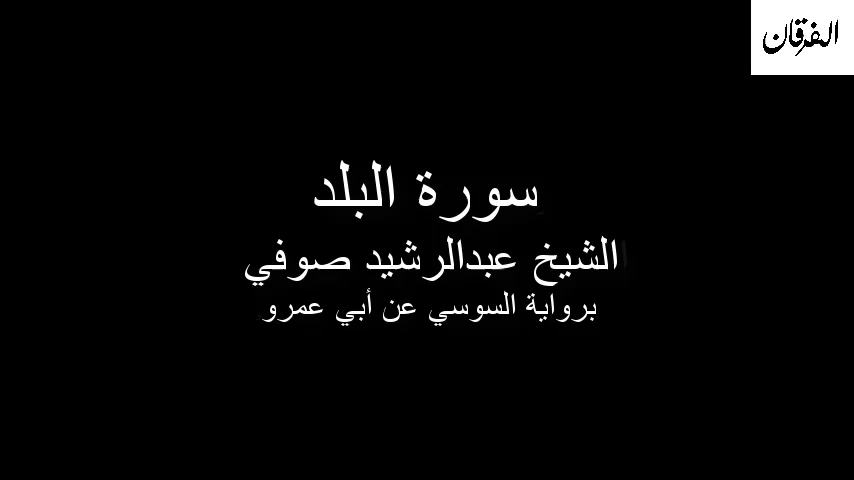 الفرقان
سورة البلد
الشيخ عبدالرشيد صوفي
برواية السوسي عن أبي عمرو